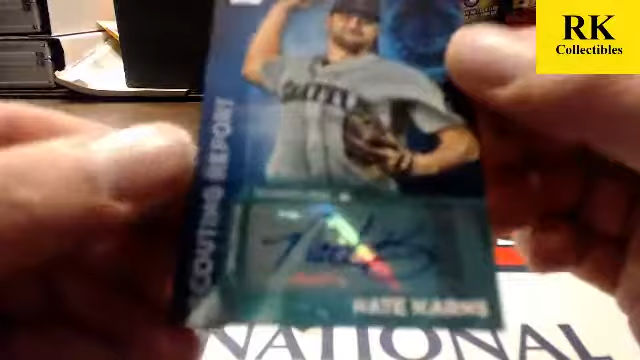 RK
Collectibles
SCOUTING REPORT
SEATTLE
NATE KARNS
NATIONAL